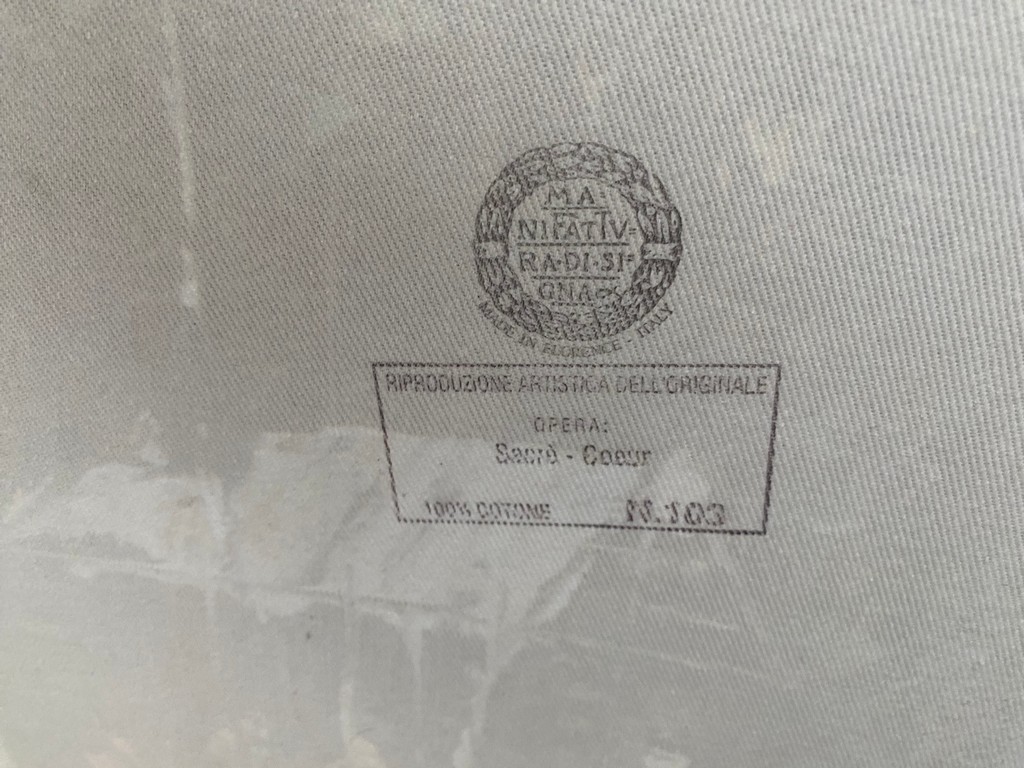 MA
NIFATTV=
RA·DI·SI=
GNA
MADE IN FLORENCE - ITALY
RIPRODUZIONE ARTISTICA DELL'ORIGINALE
OPERA:
Sacrè - Coeur
100% COTONE N.103